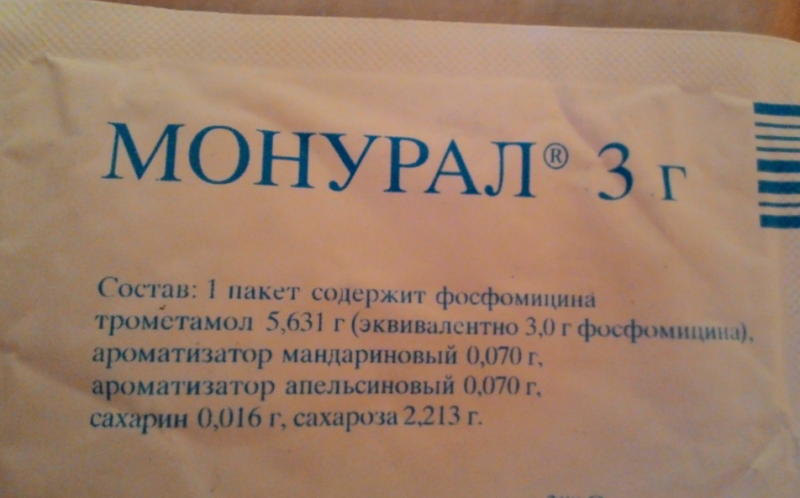 МОНУРАЛ® 3 г
Состав: 1 пакет содержит фосфомицина
трометамол 5,631 г (эквивалентно 3,0 г фосфомицина),
ароматизатор мандариновый 0,070 г,
ароматизатор апельсиновый 0,070 г,
сахарин 0,016 г, сахароза 2,213 г.